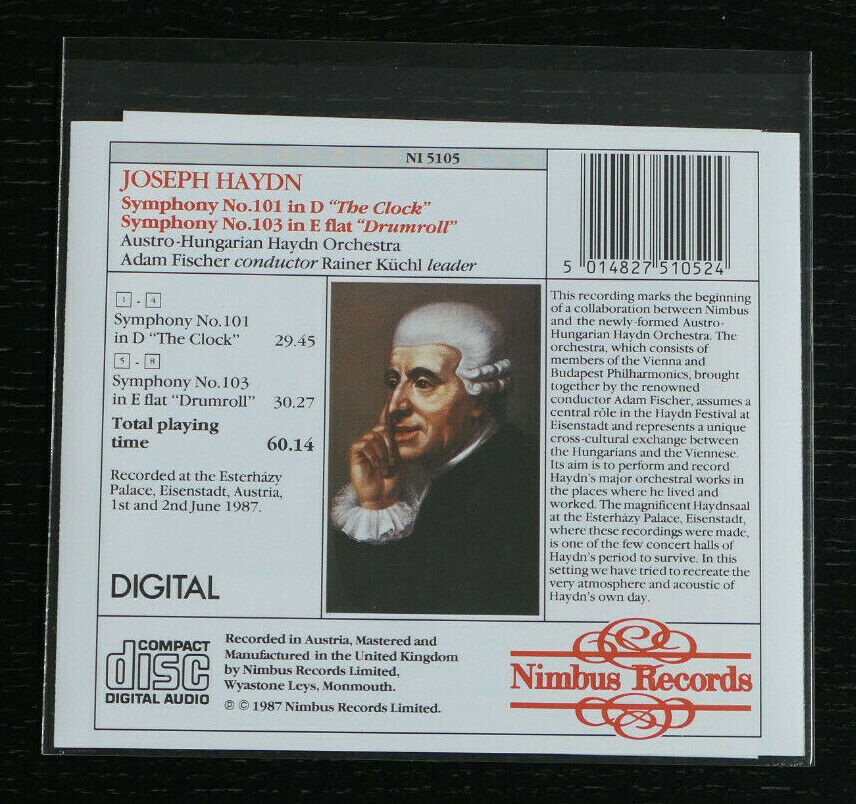 NI 5105
JOSEPH HAYDN
Symphony No.101 in D "The Clock"
Symphony No.103 in E flat "Drumroll"
Austro-Hungarian Haydn Orchestra
Adam Fischer conductor Rainer Küchl leader
5 014827 510524
1 - 4
Symphony No.101
in D "The Clock" 29.45
5 - 8
Symphony No.103
in E flat "Drumroll" 30.27
Total playing
time 60.14
Recorded at the Esterházy
Palace, Eisenstadt, Austria,
1st and 2nd June 1987.
DIGITAL
This recording marks the beginning
of a collaboration between Nimbus
and the newly-formed Austro-
Hungarian Haydn Orchestra. The
orchestra, which consists of
members of the Vienna and
Budapest Philharmonics, brought
together by the renowned
conductor Adam Fischer, assumes a
central rôle in the Haydn Festival at
Eisenstadt and represents a unique
cross-cultural exchange between
the Hungarians and the Viennese.
Its aim is to perform and record
Haydn's major orchestral works in
the places where he lived and
worked. The magnificent Haydnsaal
at the Esterházy Palace, Eisenstadt,
where these recordings were made,
is one of the few concert halls of
Haydn's period to survive. In this
setting we have tried to recreate the
very atmosphere and acoustic of
Haydn's own day.
COMPACT
disc
DIGITAL AUDIO
Recorded in Austria, Mastered and
Manufactured in the United Kingdom
by Nimbus Records Limited,
Wyastone Leys, Monmouth.
℗ © 1987 Nimbus Records Limited.
Nimbus Records